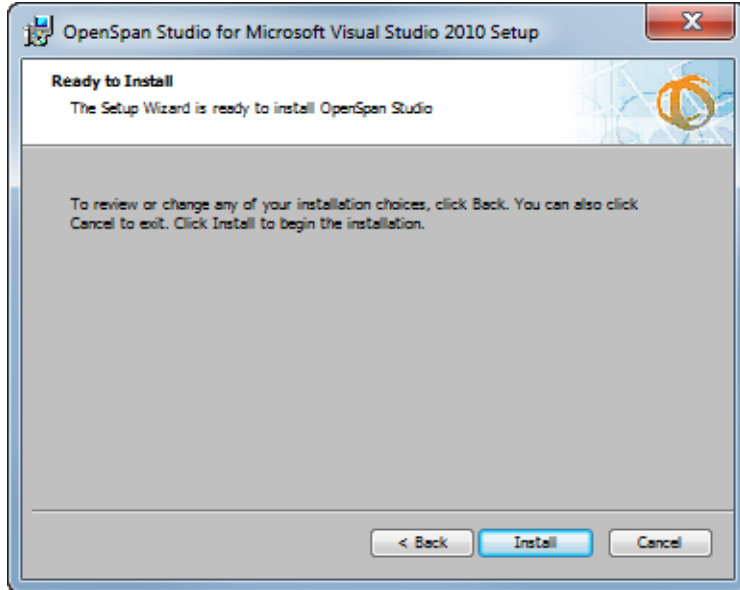 OpenSpan Studio for Microsoft Visual Studio 2010 Setup
Ready to Install
The Setup Wizard is ready to install OpenSpan Studio
To review or change any of your installation choices, click Back. You can also click
Cancel to exit. Click Install to begin the installation.
< Back Install Cancel